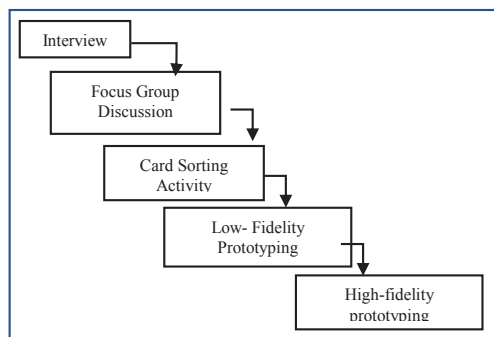 Interview
Focus Group
Discussion
Card Sorting
Activity
Low- Fidelity
Prototyping
High-fidelity
prototyping